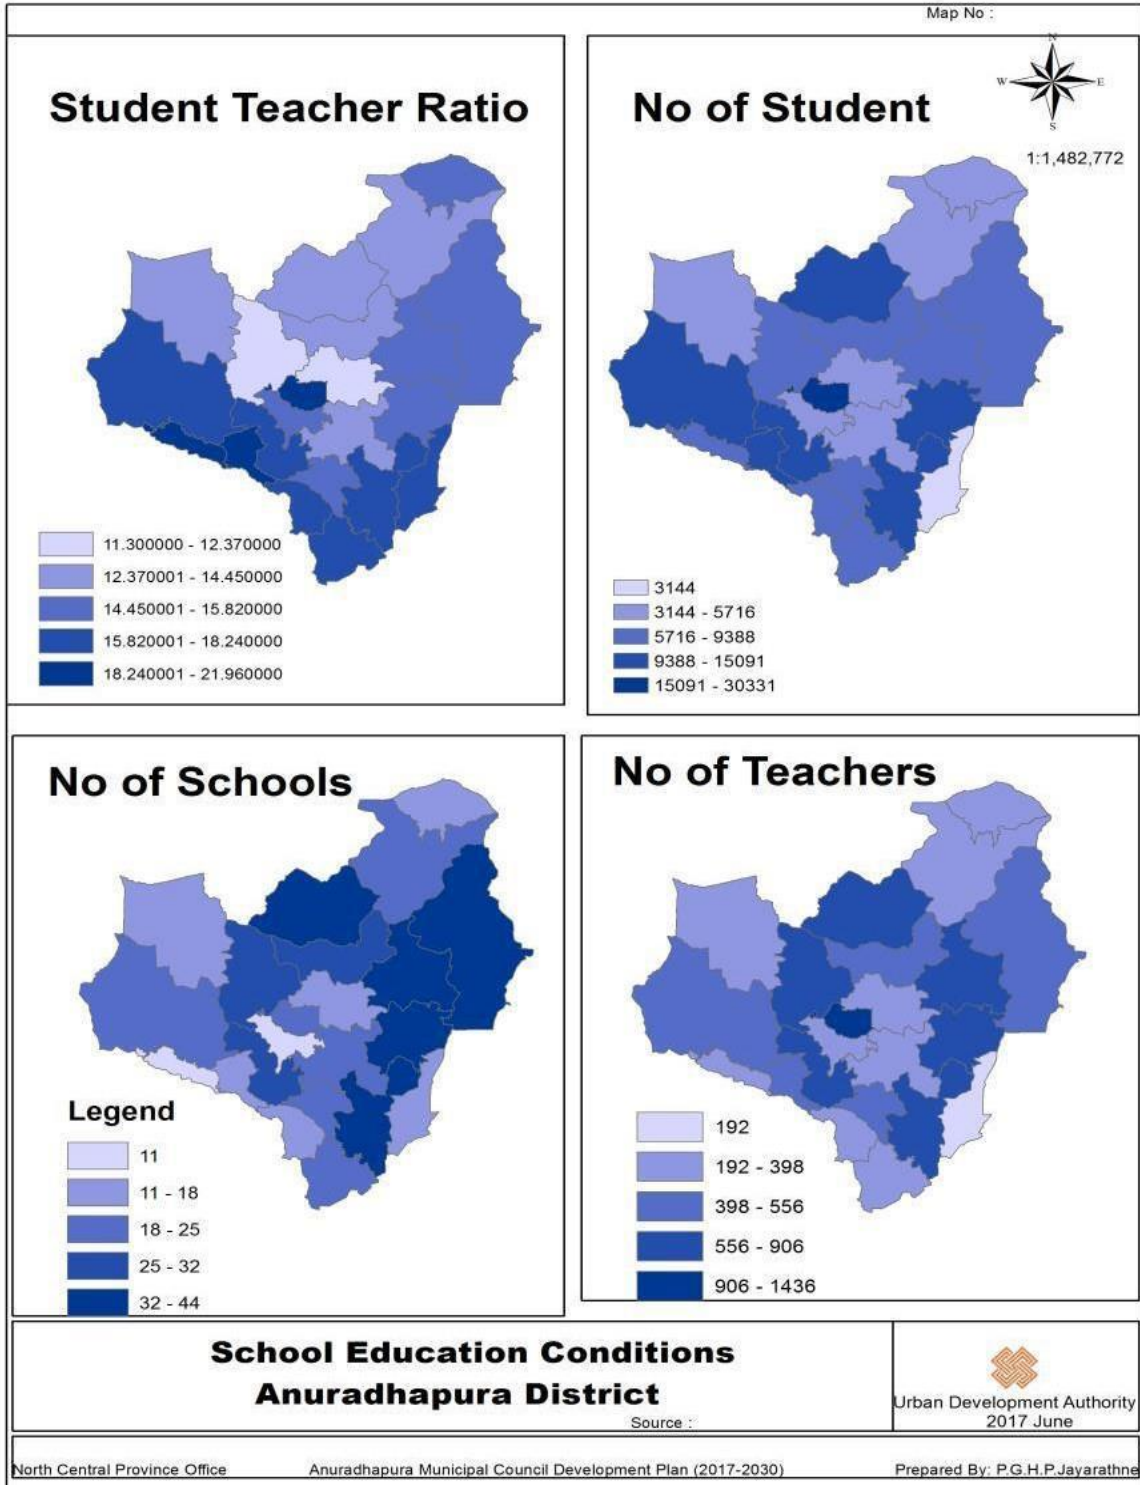 Map No :
Student Teacher Ratio
11.300000 - 12.370000
12.370001 - 14.450000
14.450001 - 15.820000
15.820001 - 18.240000
18.240001 - 21.960000
No of Student
N
W
E
S
1:1,482,772
3144
3144 - 5716
5716 - 9388
9388 - 15091
15091 - 30331
No of Schools
Legend
11
11 - 18
18 - 25
25 - 32
32 - 44
No of Teachers
192
192 - 398
398 - 556
556 - 906
906 - 1436
School Education Conditions
Anuradhapura District
Source :
Urban Development Authority
2017 June
North Central Province Office
Anuradhapura Municipal Council Development Plan (2017-2030)
Prepared By: P.G.H.P.Jayarathne